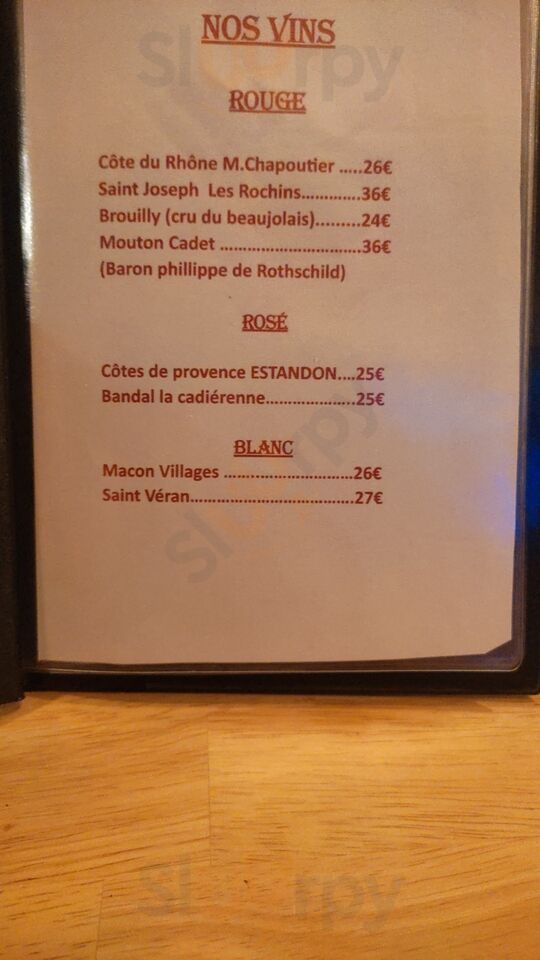 NOS VINS
ROUGE
Côte du Rhône M.Chapoutier .....26€
Saint Joseph Les Rochins.............36€
Brouilly (cru du beaujolais).........24€
Mouton Cadet ..............................36€
(Baron phillippe de Rothschild)
ROSÉ
Côtes de provence ESTANDON....25€
Bandal la cadiérenne...................25€
BLANC
Macon Villages ...........................26€
Saint Véran...................................27€